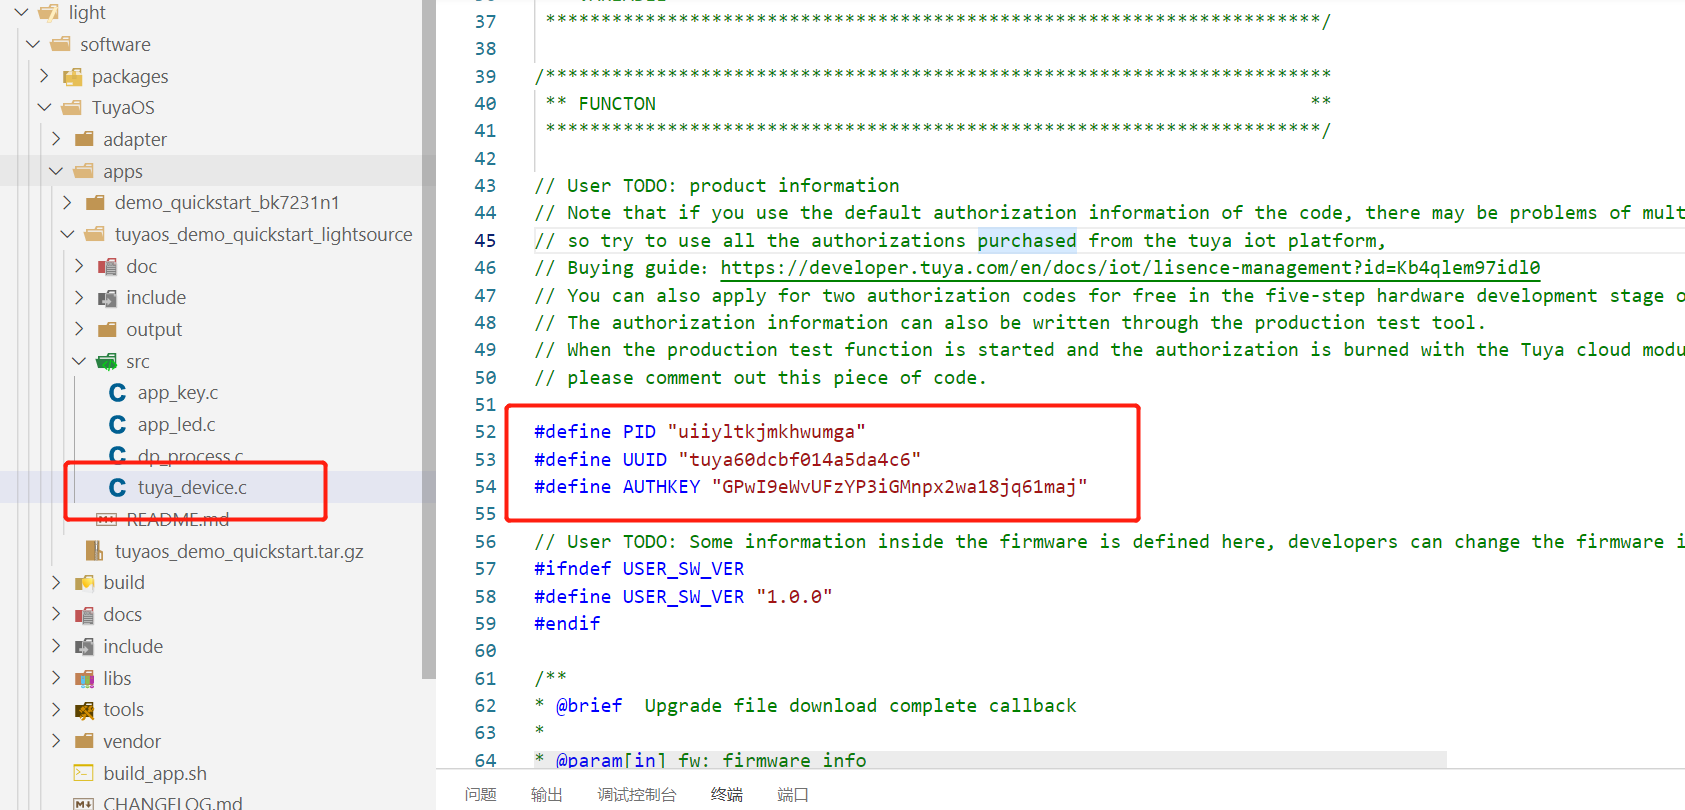 light
software
packages
TuyaOS
adapter
apps
demo_quickstart_bk7231n1
tuyaos_demo_quickstart_lightsource
doc
include
output
src
app_key.c
app_led.c
dp_process.c
tuya_device.c
README.md
tuyaos_demo_quickstart.tar.gz
build
docs
include
libs
tools
vendor
build_app.sh
CHANGELOG.md
37 **********************************************************************/
38
39 /***********************************************************************
40 ** FUNCTON **
41 **********************************************************************/
42
43 // User TODO: product information
44 // Note that if you use the default authorization information of the code, there may be problems of mult
45 // so try to use all the authorizations purchased from the tuya iot platform,
46 // Buying guide: https://developer.tuya.com/en/docs/iot/lisence-management?id=Kb4qlem97idl0
47 // You can also apply for two authorization codes for free in the five-step hardware development stage o
48 // The authorization information can also be written through the production test tool.
49 // When the production test function is started and the authorization is burned with the Tuya cloud modu
50 // please comment out this piece of code.
51
52 #define PID "uiiyltkjmkhwumga"
53 #define UUID "tuya60dcbf014a5da4c6"
54 #define AUTHKEY "GPwI9eWvUFzYP3iGMnpx2wa18jq61maj"
55
56 // User TODO: Some information inside the firmware is defined here, developers can change the firmware i
57 #ifndef USER_SW_VER
58 #define USER_SW_VER "1.0.0"
59 #endif
60
61 /**
62 * @brief Upgrade file download complete callback
63 *
64 * @param[in] fw: firmware info
问题 输出 调试控制台 终端 端口